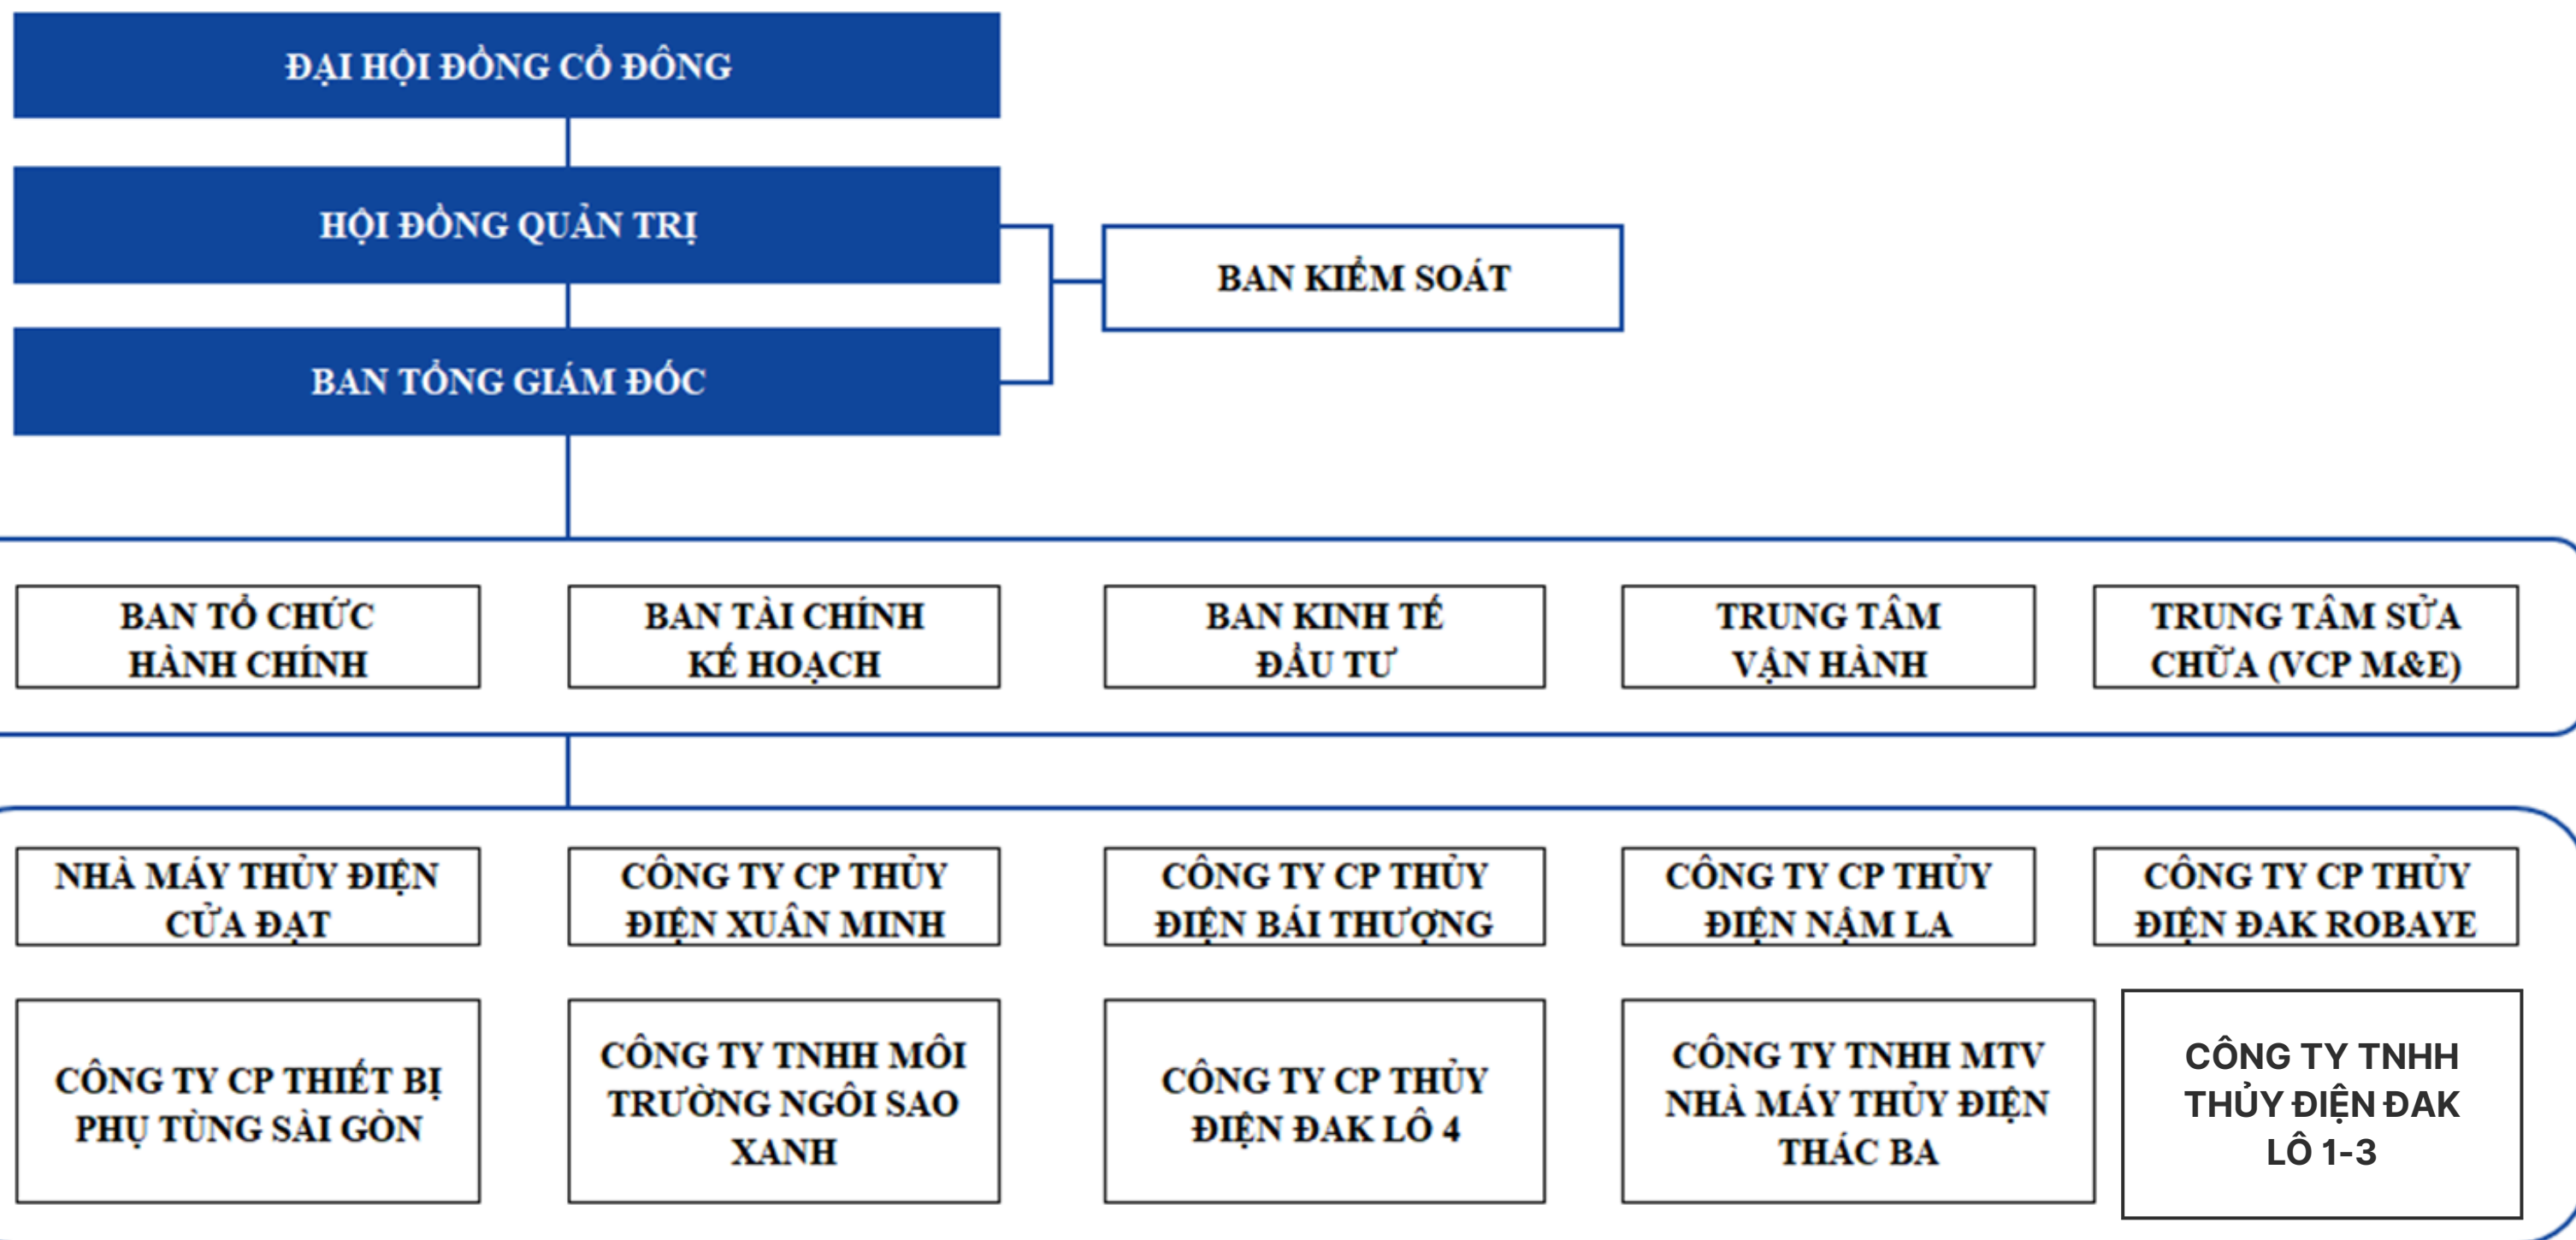 ĐẠI HỘI ĐỒNG CỔ ĐÔNG
HỘI ĐỒNG QUẢN TRỊ
BAN KIỂM SOÁT
BAN TỔNG GIÁM ĐỐC
BAN TỔ CHỨC
HÀNH CHÍNH
BAN TÀI CHÍNH
KẾ HOẠCH
BAN KINH TẾ
ĐẦU TƯ
TRUNG TÂM
VẬN HÀNH
TRUNG TÂM SỬA
CHỮA (VCP M&E)
NHÀ MÁY THỦY ĐIỆN
CỬA ĐẠT
CÔNG TY CP THỦY
ĐIỆN XUÂN MINH
CÔNG TY CP THỦY
ĐIỆN BÁI THƯỢNG
CÔNG TY CP THỦY
ĐIỆN NẬM LA
CÔNG TY CP THỦY
ĐIỆN ĐAK ROBAYE
CÔNG TY CP THIẾT BỊ
PHỤ TÙNG SÀI GÒN
CÔNG TY TNHH MÔI
TRƯỜNG NGÔI SAO
XANH
CÔNG TY CP THỦY
ĐIỆN ĐAK LÔ 4
CÔNG TY TNHH MTV
NHÀ MÁY THỦY ĐIỆN
THÁC BA
CÔNG TY TNHH
THỦY ĐIỆN ĐAK
LÔ 1-3